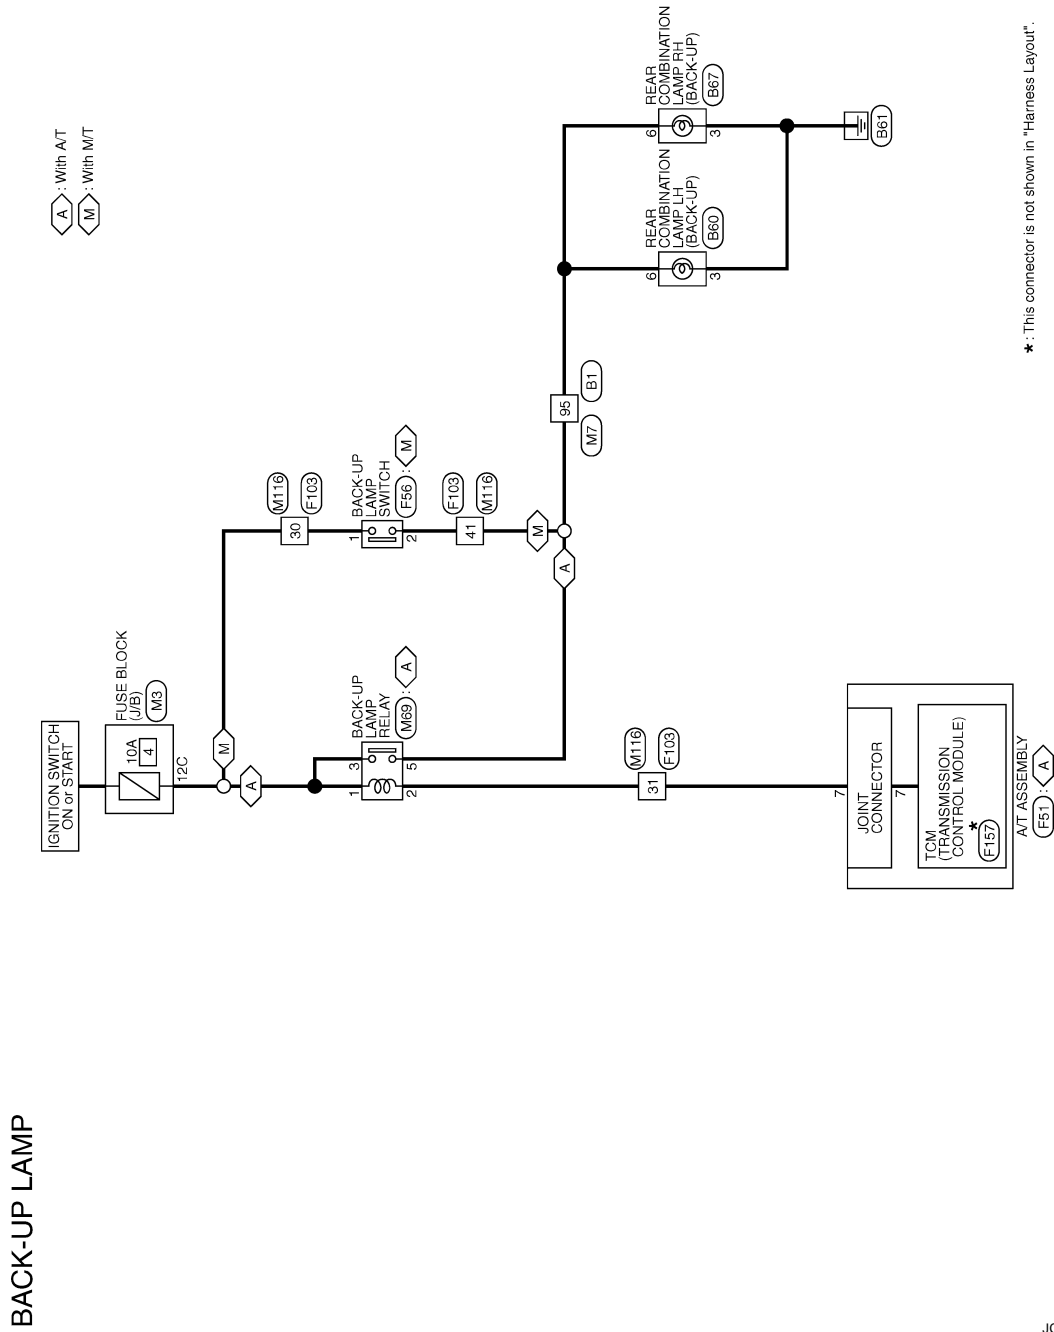 BACK-UP LAMP
IGNITION SWITCH
ON or START
FUSE BLOCK
(J/B)
M3
10A
4
12C
M
A
A : With A/T
M : With M/T
M116
F103
30
BACK-UP
LAMP
SWITCH
F56 : M
1
2
F103
M116
41
M
A
BACK-UP
LAMP
RELAY
M69 : A
1
3
2
5
M116
F103
31
95
M7
B1
REAR
COMBINATION
LAMP LH
(BACK-UP)
B60
6
3
REAR
COMBINATION
LAMP RH
(BACK-UP)
B67
6
3
B61
7
JOINT
CONNECTOR
7
TCM
(TRANSMISSION
CONTROL MODULE)
*
F157
A/T ASSEMBLY
F51 : A
* : This connector is not shown in "Harness Layout".